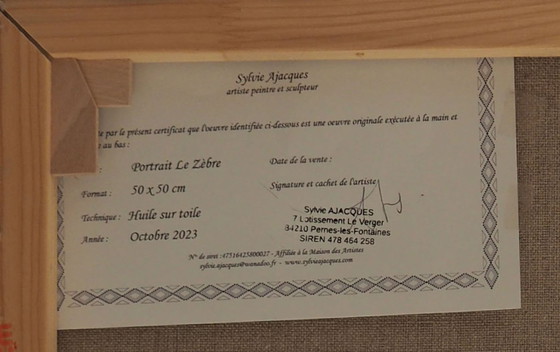 Sylvie Ajacques
artiste peintre et sculpteur
te par le présent certificat que l'oeuvre identifiée ci-dessous est une oeuvre originale exécutée à la main et
au bas :
: Portrait Le Zèbre
Date de la vente :
Format : 50 x 50 cm
Signature et cachet de l'artiste
Technique : Huile sur toile
Sylvie AJACQUES
7 Lotissement Le Verger
84210 Pernes-les-Fontaines
SIREN 478 464 258
Année : Octobre 2023
- Affiliée à la Maison des Artistes
sylvie.ajacques@wanadoo.fr - www.sylvieajacques.com